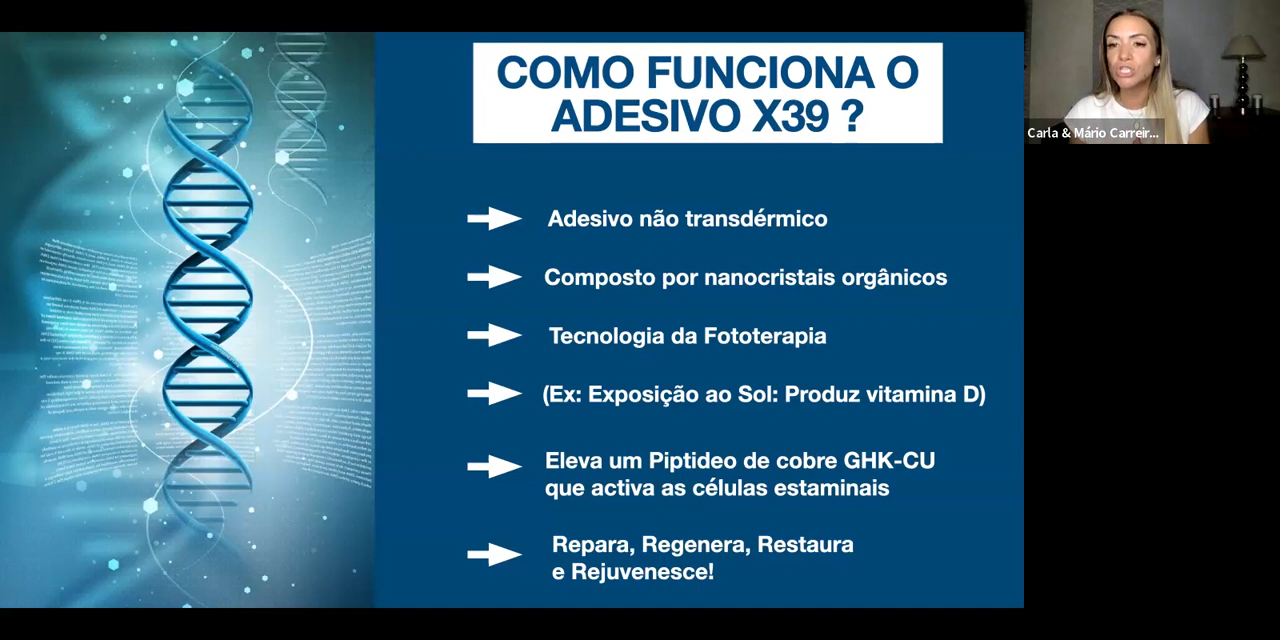 COMO FUNCIONA O
ADESIVO X39 ?
Adesivo não transdérmico
Composto por nanocristais orgânicos
Tecnologia da Fototerapia
(Ex: Exposição ao Sol: Produz vitamina D)
Eleva um Piptideo de cobre GHK-CU
que activa as células estaminais
Repara, Regenera, Restaura
e Rejuvenesce!
Carla & Mário Carreir...